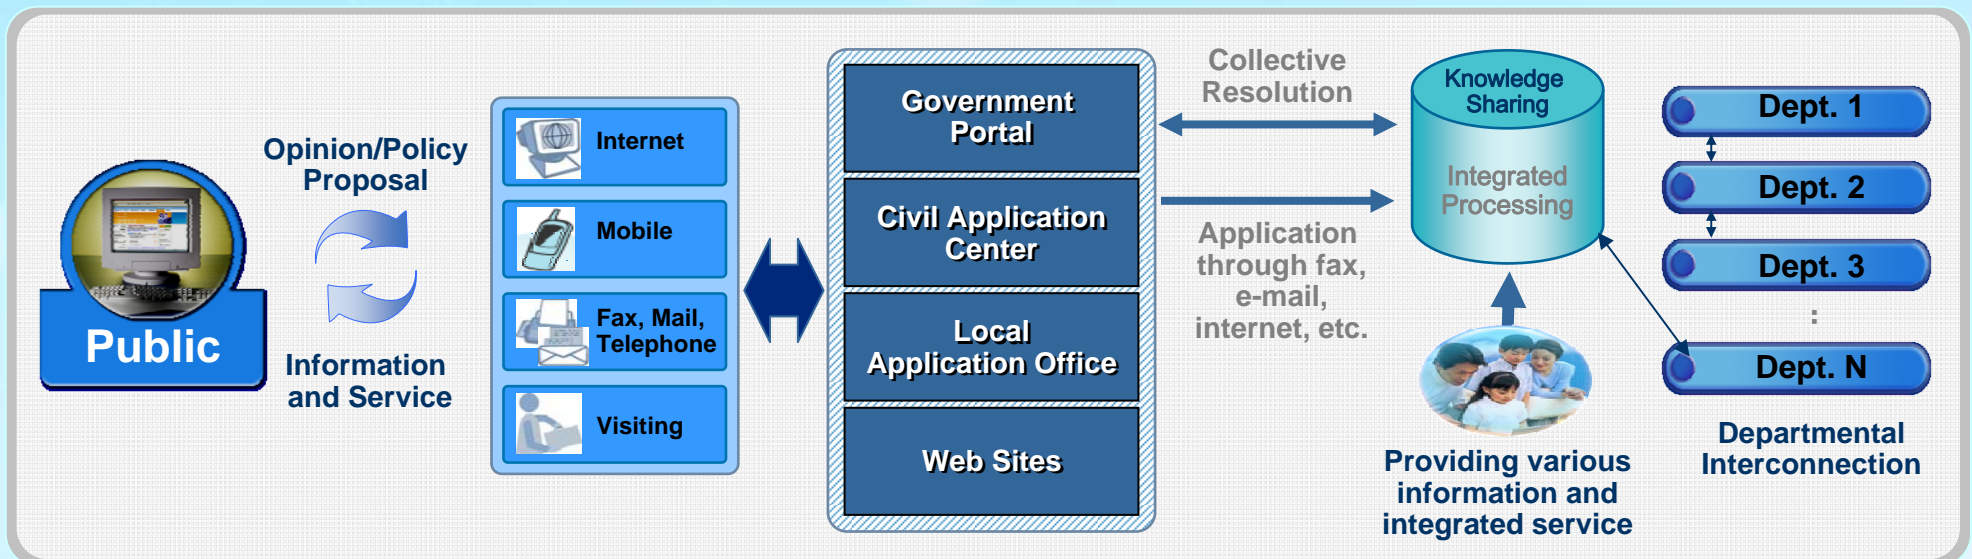 Public
Opinion/Policy
Proposal
Information
and Service
Internet
Mobile
Fax, Mail,
Telephone
Visiting
Government
Portal
Civil Application
Center
Local
Application Office
Web Sites
Collective
Resolution
Application
through fax,
e-mail,
internet, etc.
Knowledge
Sharing
Integrated
Processing
Providing various
information and
integrated service
Dept. 1
Dept. 2
Dept. 3
:
Dept. N
Departmental
Interconnection